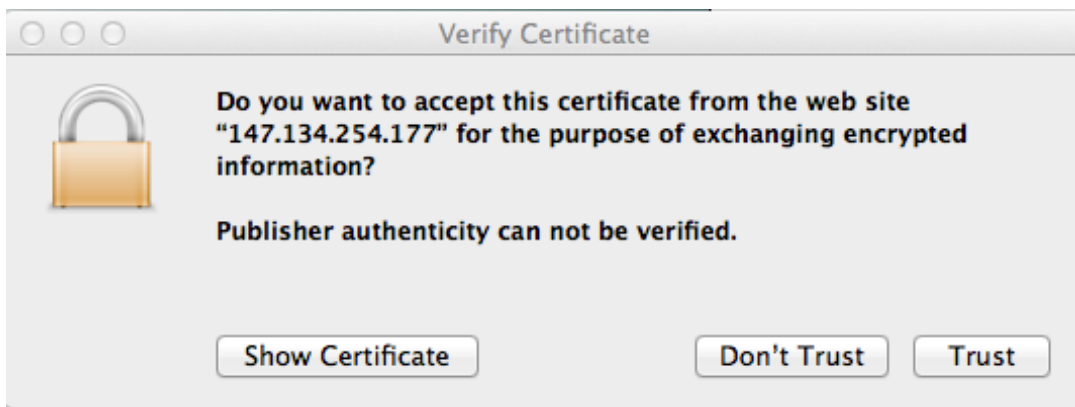 Verify Certificate
Do you want to accept this certificate from the web site
“147.134.254.177” for the purpose of exchanging encrypted
information?
Publisher authenticity can not be verified.
Show Certificate
Don't Trust
Trust